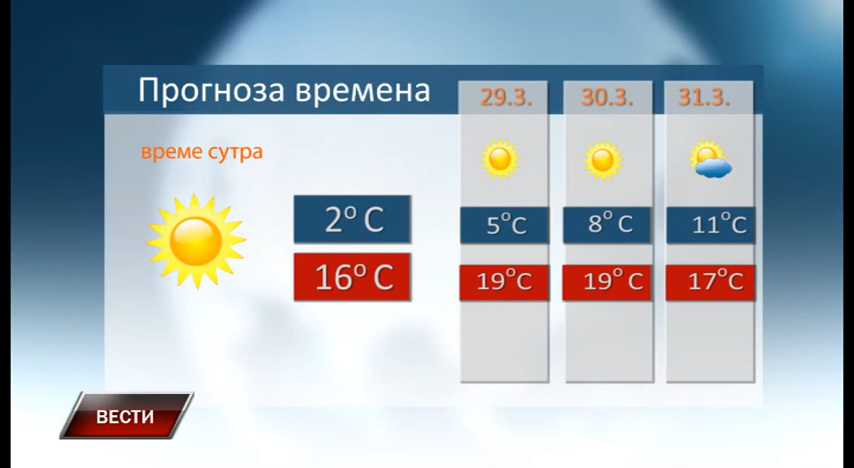 Прогноза времена
29.3. 30.3. 31.3.
време сутра
2°C 5°C 8°C 11°C
16°C 19°C 19°C 17°C
ВЕСТИ